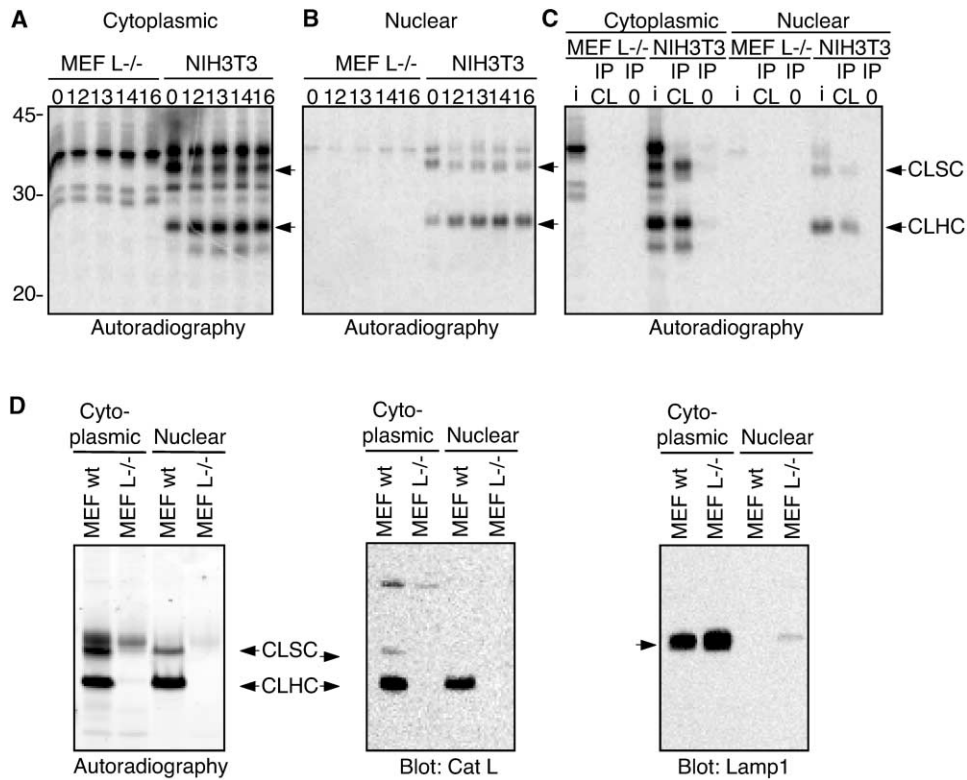 A Cytoplasmic
MEF L-/- NIH3T3
0 12 13 14 16 0 12 13 14 16
45-
30-
20-
Autoradiography
B Nuclear
MEF L-/- NIH3T3
0 12 13 14 16 0 12 13 14 16
Autoradiography
C Cytoplasmic Nuclear
MEF L-/- NIH3T3 MEF L-/- NIH3T3
IP IP IP IP IP IP IP IP
i CL 0 i CL 0 i CL 0 i CL 0
CLSC
CLHC
Autoradiography
D
Cyto-
plasmic Nuclear
MEF wt MEF L-/- MEF wt MEF L-/-
CLSC
CLHC
Autoradiography
Cyto-
plasmic Nuclear
MEF wt MEF L-/- MEF wt MEF L-/-
Blot: Cat L
Cyto-
plasmic Nuclear
MEF wt MEF L-/- MEF wt MEF L-/-
Blot: Lamp1